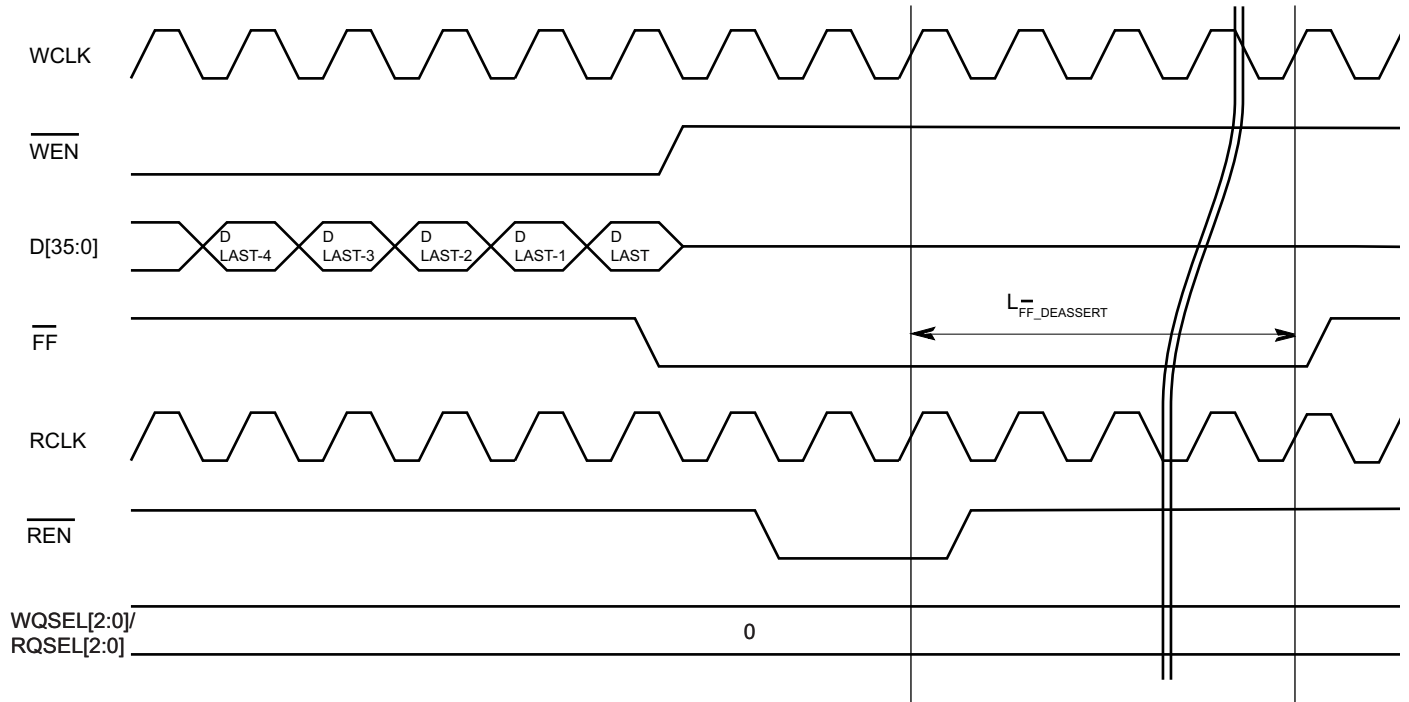 WCLK
WEN
D[35:0]
D LAST-4
D LAST-3
D LAST-2
D LAST-1
D LAST
L FF_DEASSERT
FF
RCLK
REN
WQSEL[2:0]/
RQSEL[2:0]
0